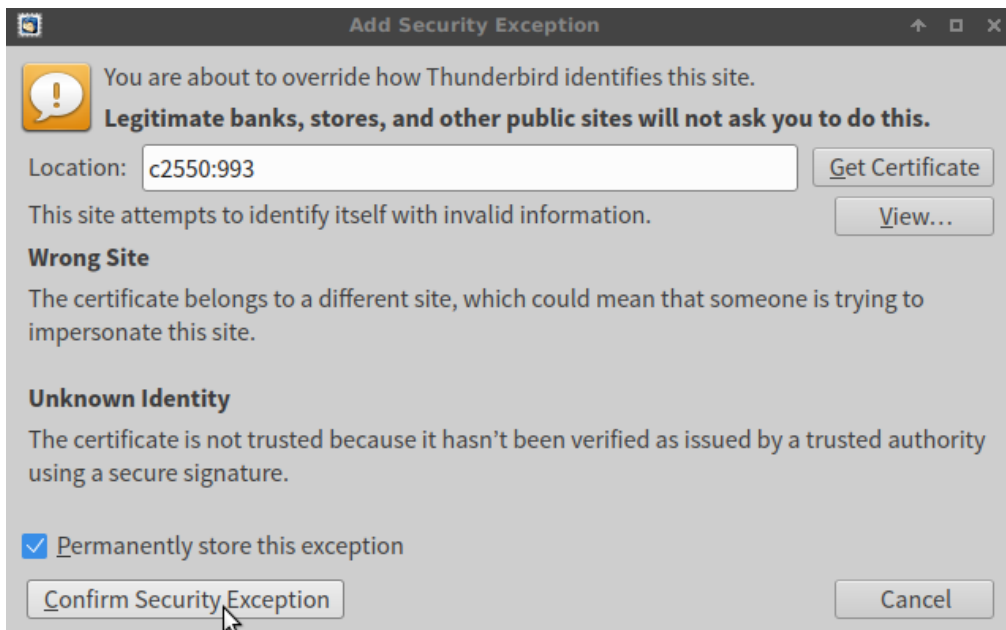 Add Security Exception
You are about to override how Thunderbird identifies this site.
Legitimate banks, stores, and other public sites will not ask you to do this.
Location: c2550:993 Get Certificate
This site attempts to identify itself with invalid information. View…
Wrong Site
The certificate belongs to a different site, which could mean that someone is trying to
impersonate this site.
Unknown Identity
The certificate is not trusted because it hasn’t been verified as issued by a trusted authority
using a secure signature.
Permanently store this exception
Confirm Security Exception Cancel